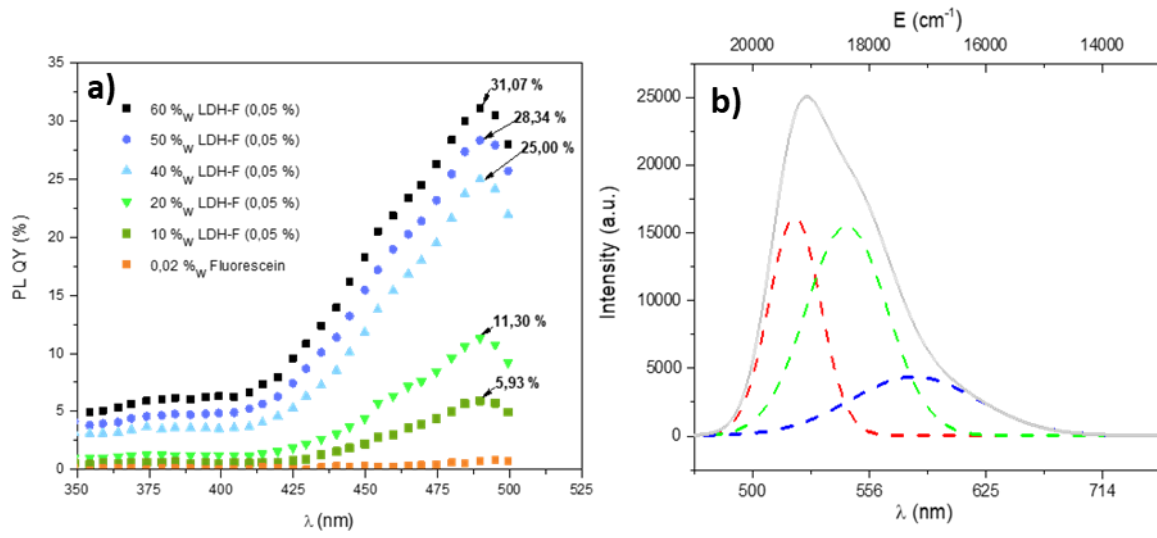 a)
35
30
25
20
15
10
5
0
PL QY (%)
60 %W LDH-F (0,05 %)
50 %W LDH-F (0,05 %)
40 %W LDH-F (0,05 %)
20 %W LDH-F (0,05 %)
10 %W LDH-F (0,05 %)
0,02 %W Fluorescein
31,07 %
28,34 %
25,00 %
11,30 %
5,93 %
350 375 400 425 450 475 500 525
λ (nm)
E (cm⁻¹)
20000 18000 16000 14000
b)
25000
20000
15000
10000
5000
0
Intensity (a.u.)
500 556 625 714
λ (nm)